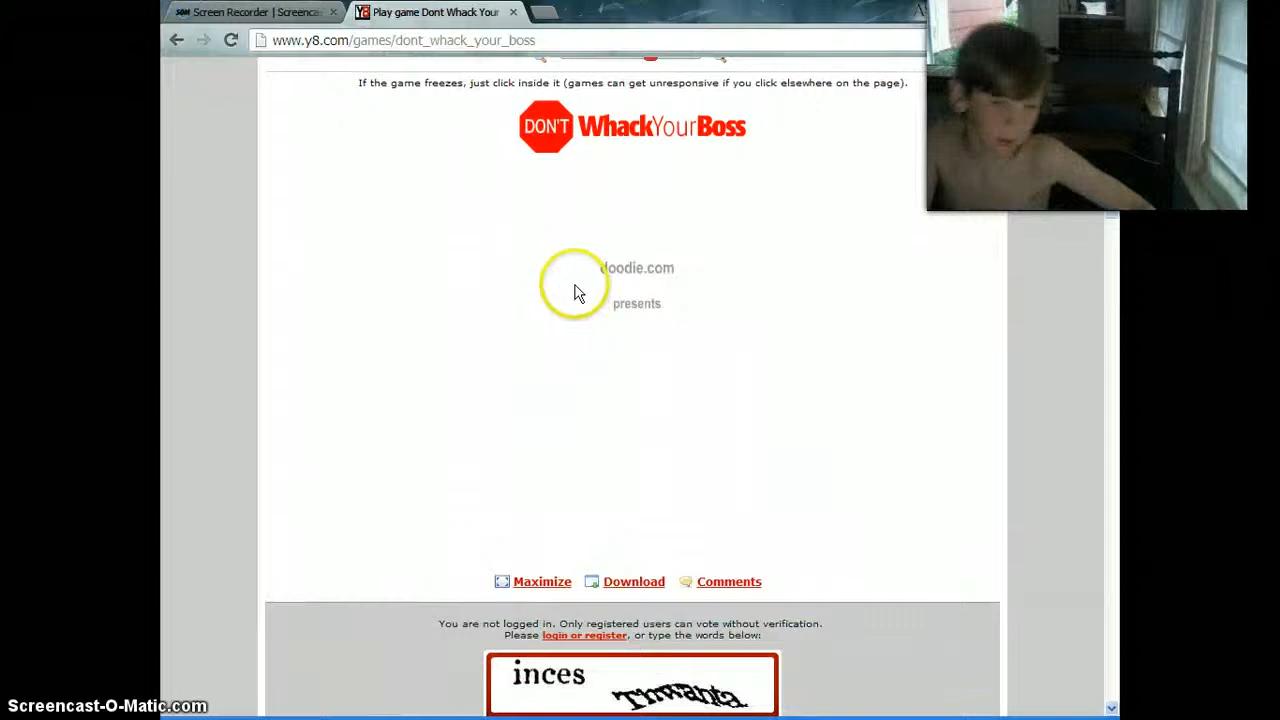 Screen Recorder | Screencas
Play game Dont Whack Your
www.y8.com/games/dont_whack_your_boss
If the game freezes, just click inside it (games can get unresponsive if you click elsewhere on the page).
DON'T WhackYourBoss
doodie.com
presents
Maximize Download Comments
You are not logged in. Only registered users can vote without verification.
Please login or register, or type the words below:
inces
Screencast-O-Matic.com